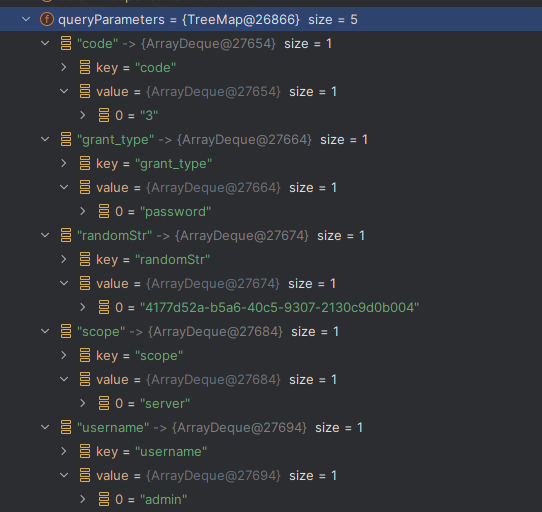 queryParameters = {TreeMap@26866} size = 5
"code" -> {ArrayDeque@27654} size = 1
key = "code"
value = {ArrayDeque@27654} size = 1
0 = "3"
"grant_type" -> {ArrayDeque@27664} size = 1
key = "grant_type"
value = {ArrayDeque@27664} size = 1
0 = "password"
"randomStr" -> {ArrayDeque@27674} size = 1
key = "randomStr"
value = {ArrayDeque@27674} size = 1
0 = "4177d52a-b5a6-40c5-9307-2130c9d0b004"
"scope" -> {ArrayDeque@27684} size = 1
key = "scope"
value = {ArrayDeque@27684} size = 1
0 = "server"
"username" -> {ArrayDeque@27694} size = 1
key = "username"
value = {ArrayDeque@27694} size = 1
0 = "admin"